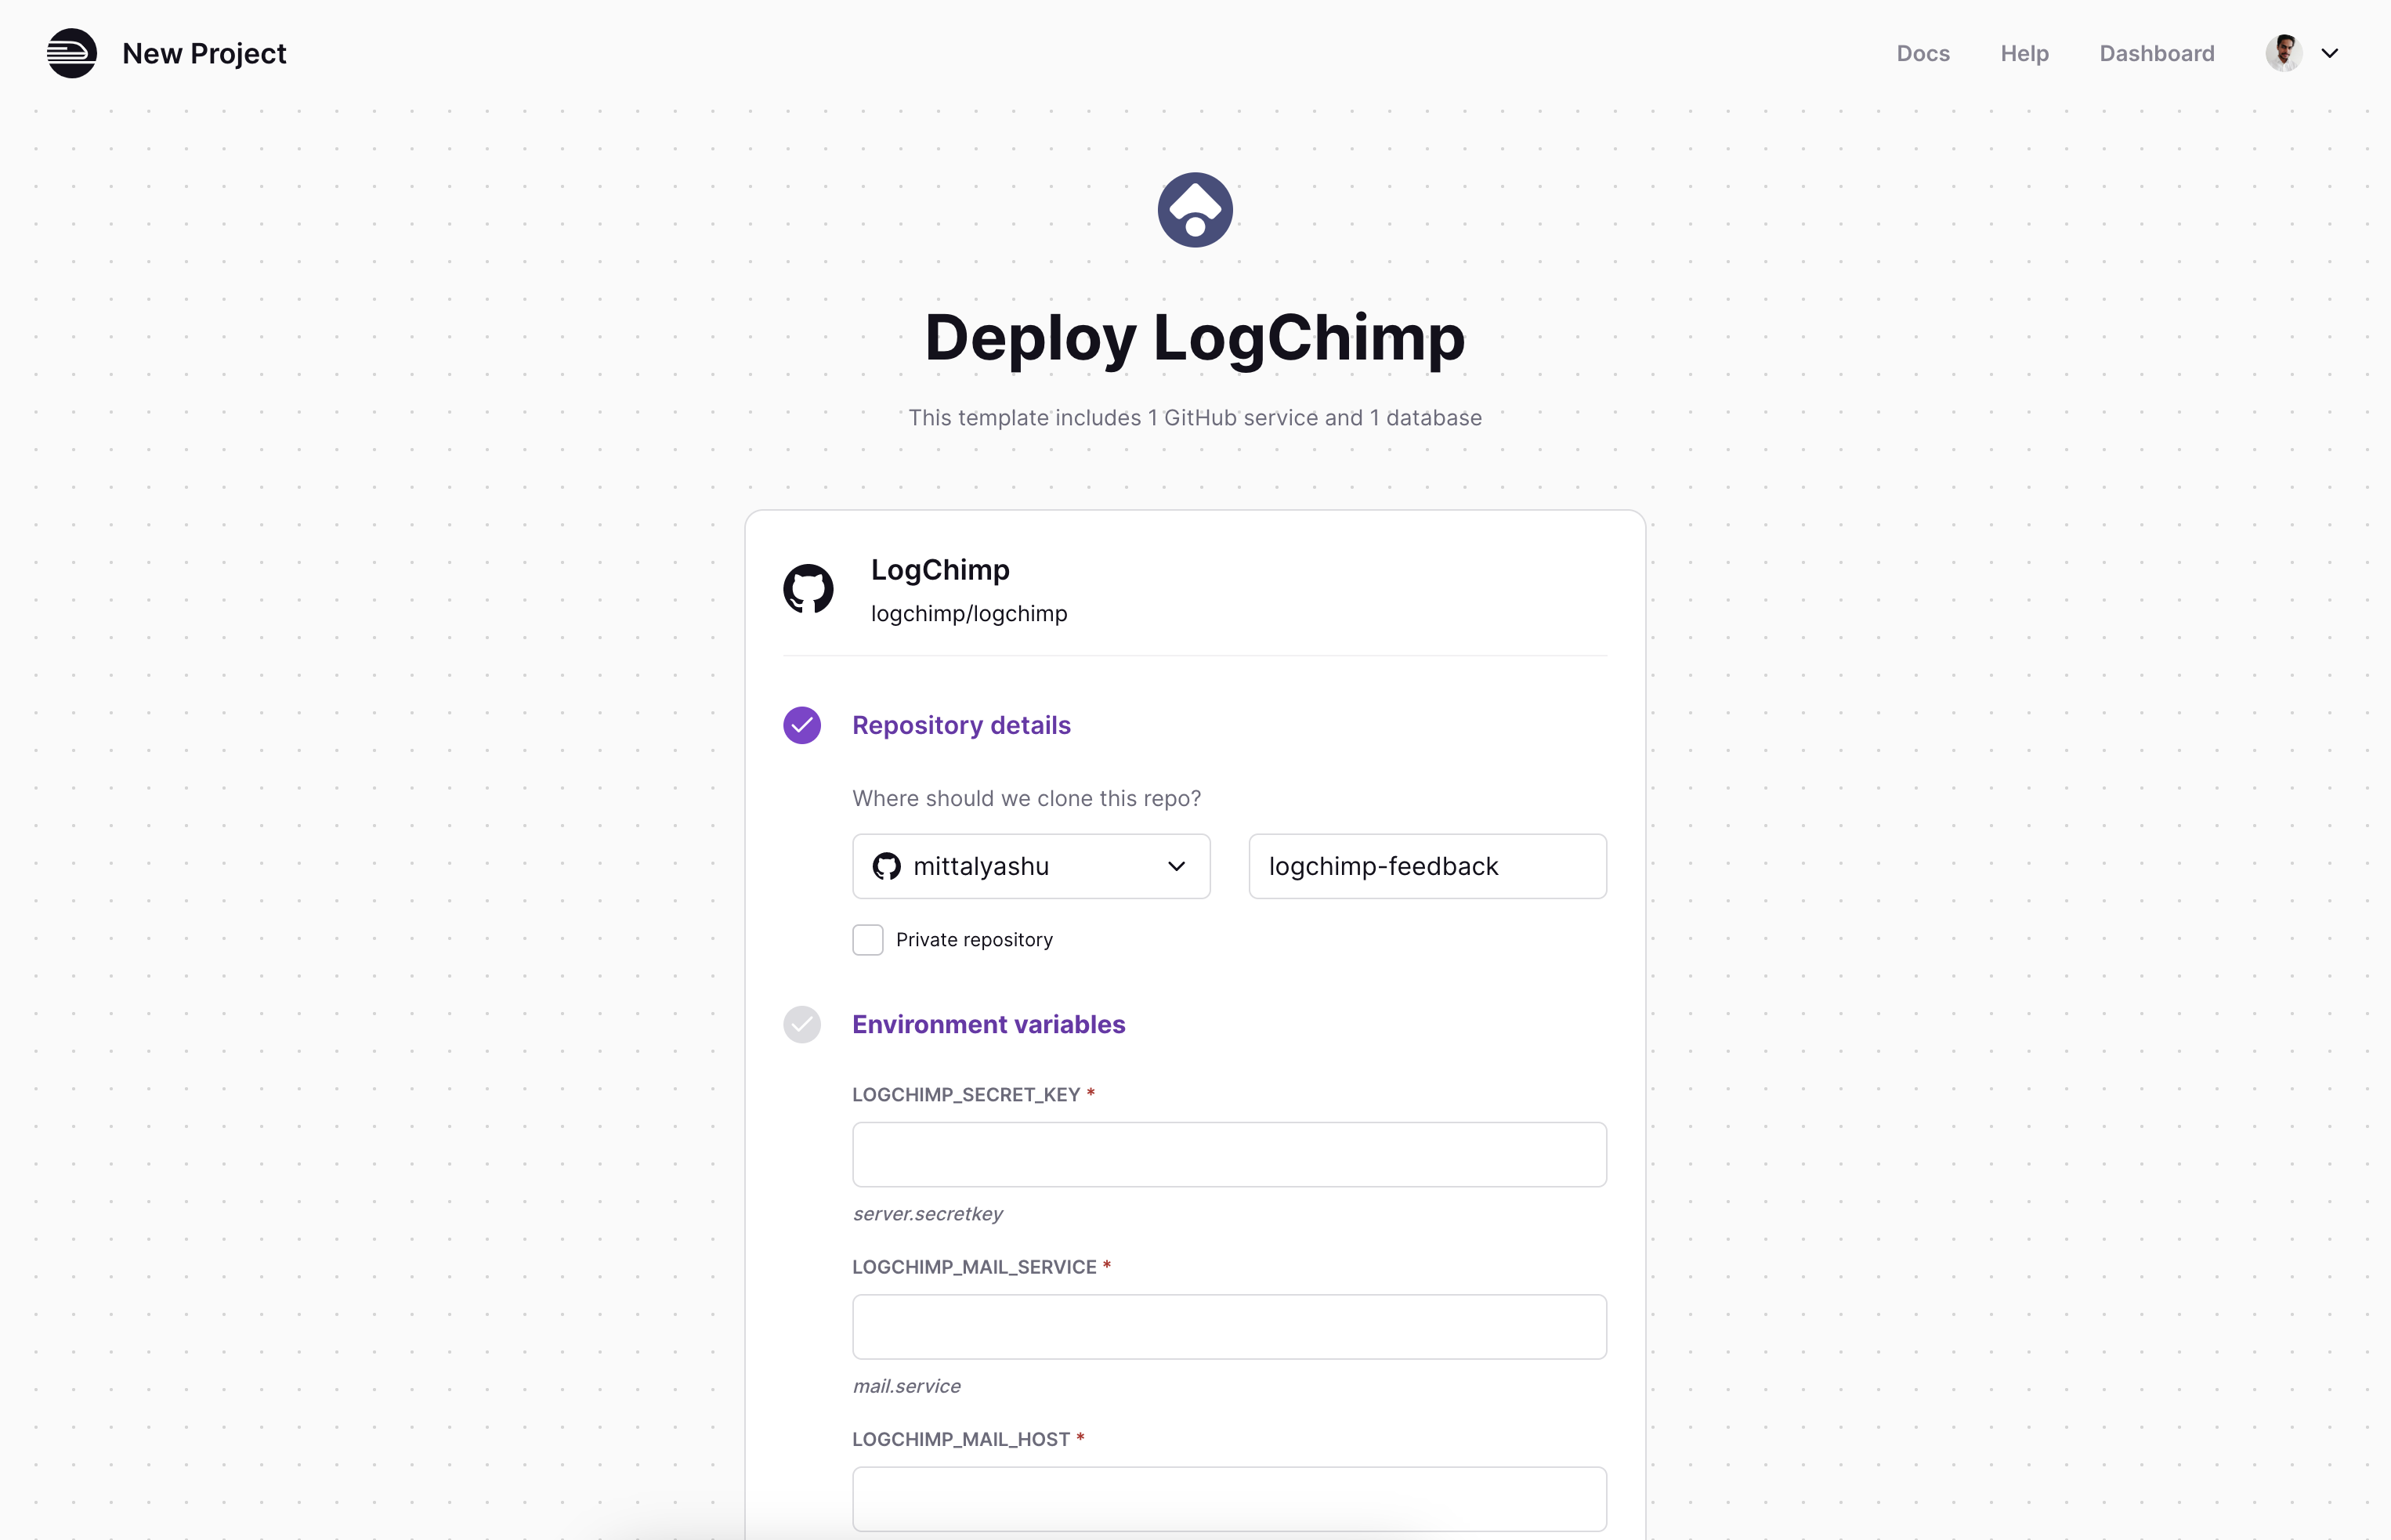 New Project
Docs
Help
Dashboard
Deploy LogChimp
This template includes 1 GitHub service and 1 database
LogChimp
logchimp/logchimp
Repository details
Where should we clone this repo?
mittalyashu
logchimp-feedback
Private repository
Environment variables
LOGCHIMP_SECRET_KEY *
server.secretkey
LOGCHIMP_MAIL_SERVICE *
mail.service
LOGCHIMP_MAIL_HOST *